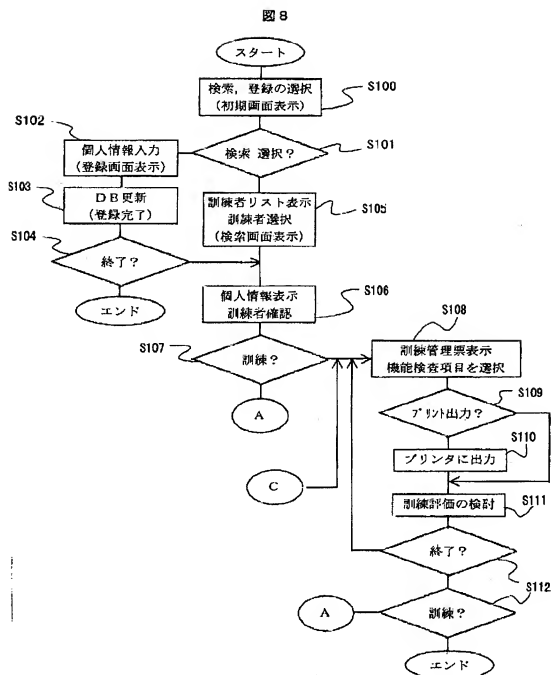 図8
スタート
検索，登録の選択
(初期画面表示)
S100
検索 選択？
S101
S102
個人情報入力
(登録画面表示)
S103
DB更新
(登録完了)
S104
終了？
エンド
訓練者リスト表示
訓練者選択
(検索画面表示)
S105
個人情報表示
訓練者確認
S106
S107
訓練？
A
C
S108
訓練管理票表示
機能検査項目を選択
S109
プリント出力？
S110
プリンタに出力
訓練評価の検討
S111
終了？
S112
訓練？
A
エンド